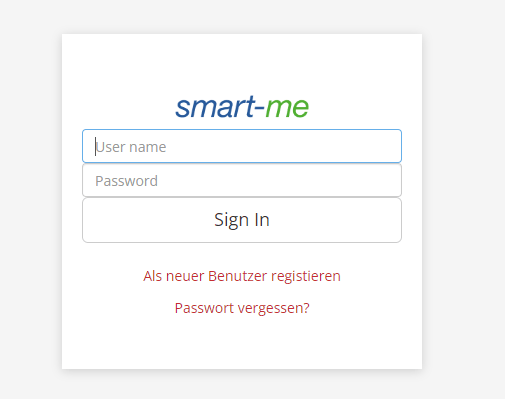 smart-me
User name
Password
Sign In
Als neuer Benutzer registieren
Passwort vergessen?